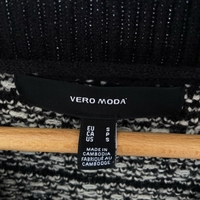 VERO MODA
EU S
CA P
US S
MADE IN
CAMBODIA
FABRIQUÉ AU
CAMBODGE